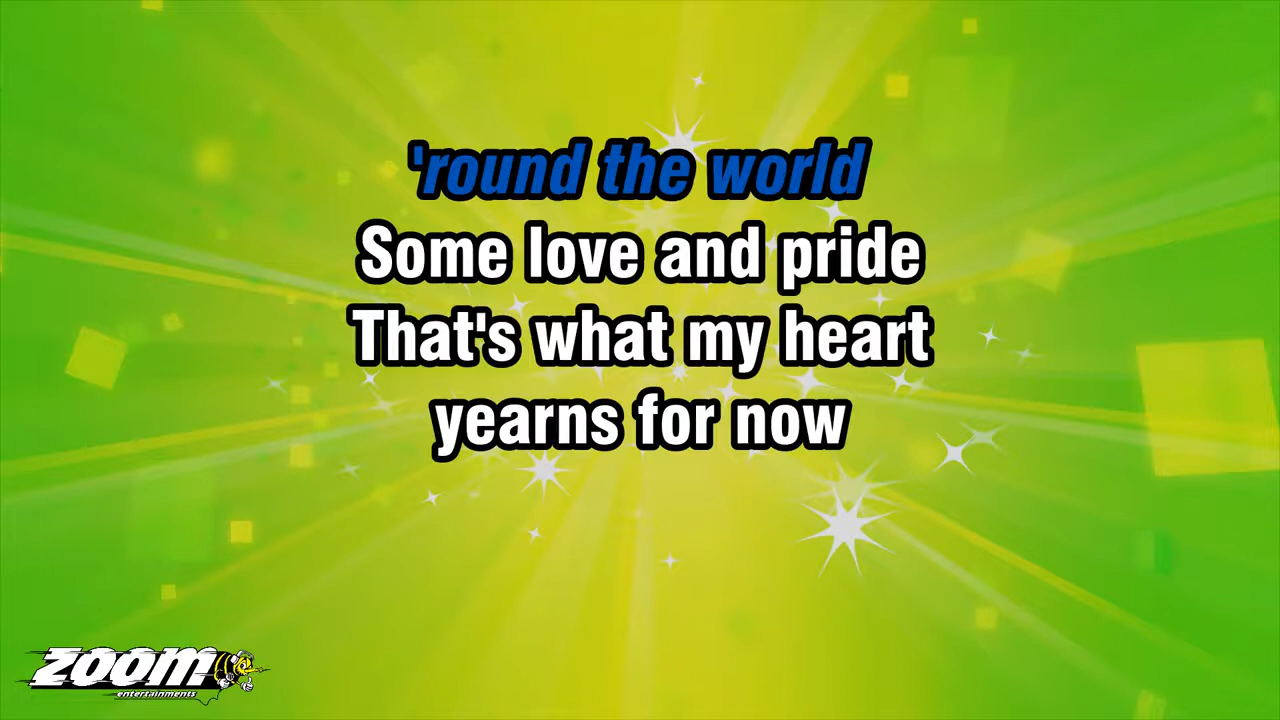 'round the world
Some love and pride
That's what my heart
yearns for now
ZOOM
entertainments